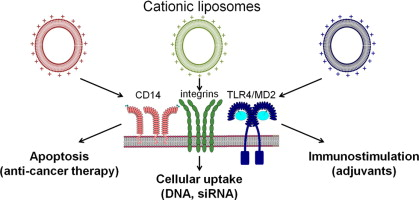 Cationic liposomes
CD14
integrins
TLR4/MD2
Apoptosis
(anti-cancer therapy)
Cellular uptake
(DNA, siRNA)
Immunostimulation
(adjuvants)